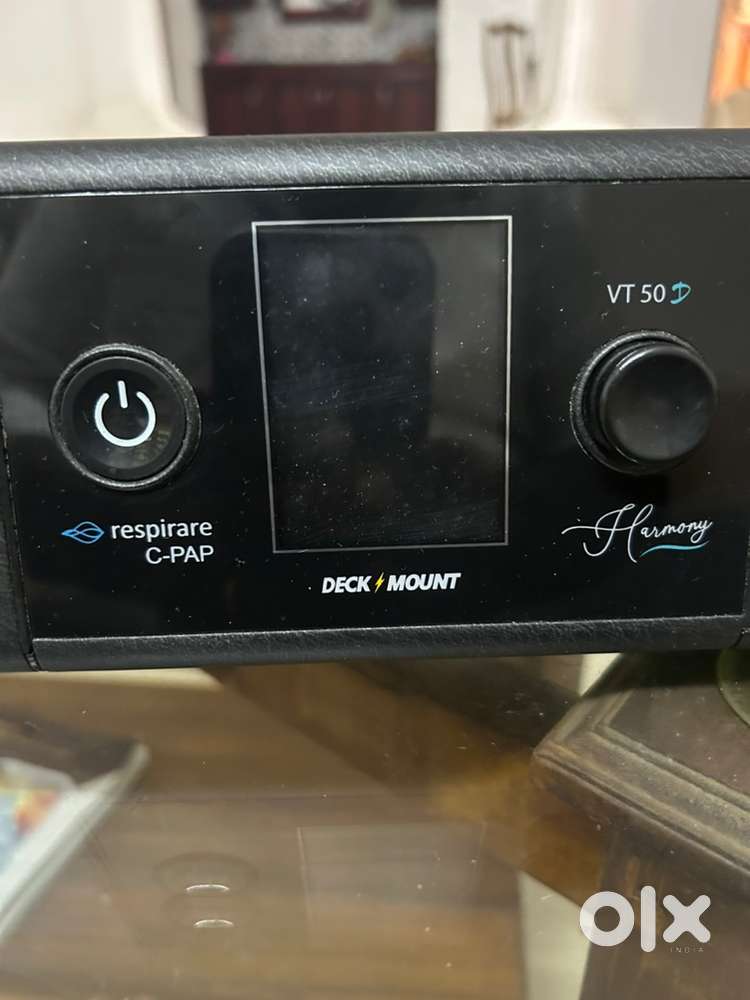 VT 50 D
respirare
C-PAP
Harmony
DECK MOUNT
olx
INDIA